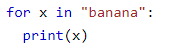 for x in "banana":
  print(x)